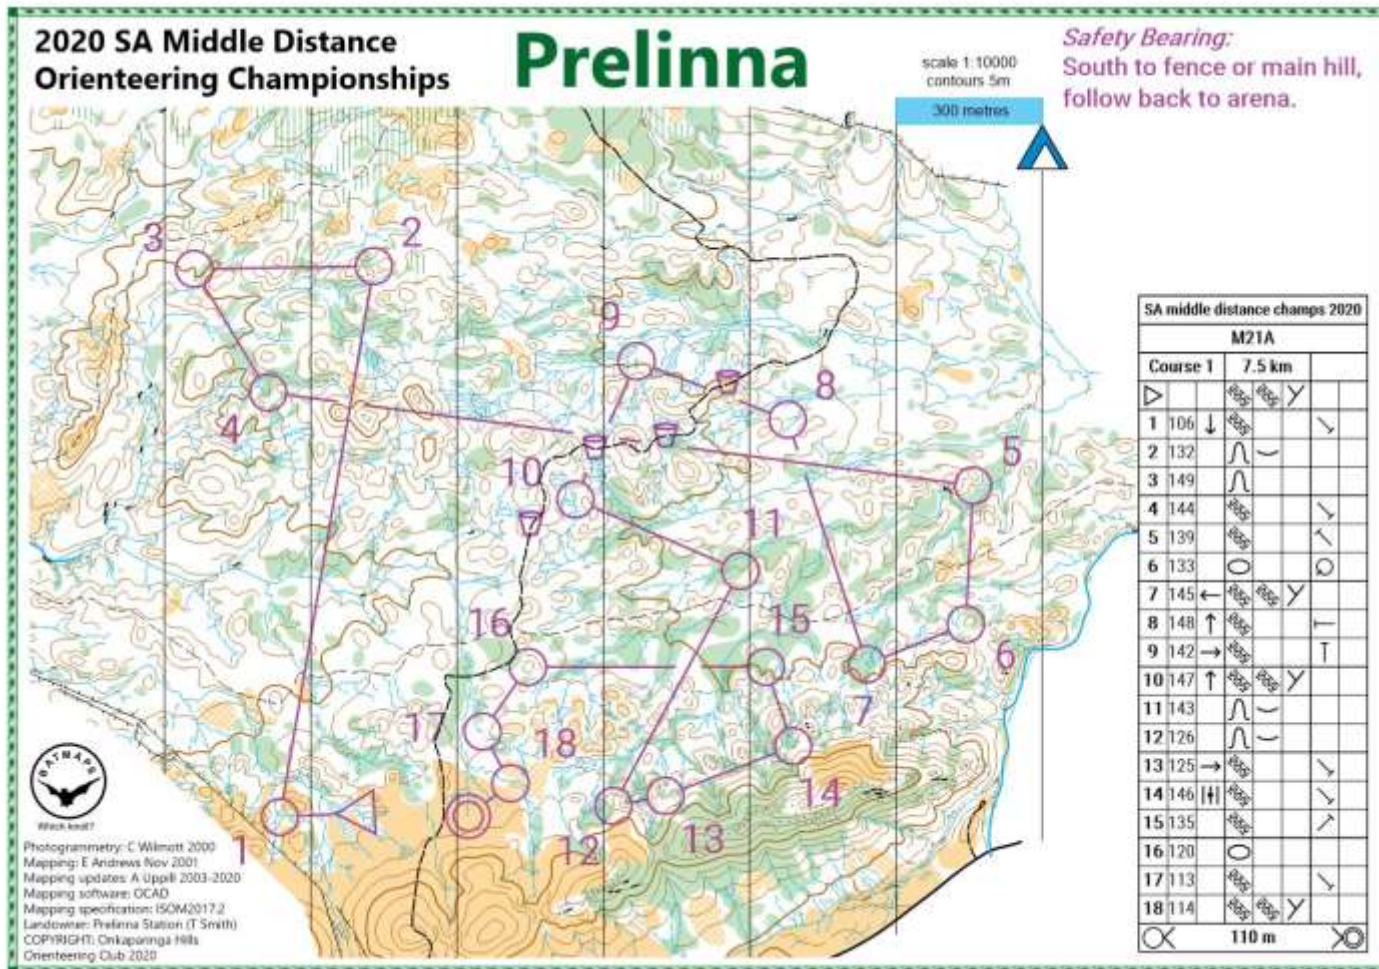 2020 SA Middle Distance
Orienteering Championships
Prelinna
scale 1:10000
contours 5m
300 metres
Safety Bearing:
South to fence or main hill,
follow back to arena.
3
2
9
8
4
5
10
11
16
15
6
7
17
18
14
1
12
13
SA middle distance champs 2020
M21A
Course 1 7.5 km
1 106
2 132
3 149
4 144
5 139
6 133
7 145
8 148
9 142
10 147
11 143
12 126
13 125
14 146
15 135
16 120
17 113
18 114
110 m
BATMAPS
Which knoll?
Photogrammetry: C Wilmott 2000
Mapping: E Andrews Nov 2001
Mapping updates: A Uppill 2003-2020
Mapping software: OCAD
Mapping specification: ISOM2017.2
Landowner: Prelinna Station (T Smith)
COPYRIGHT: Onkaparinga Hills
Orienteering Club 2020